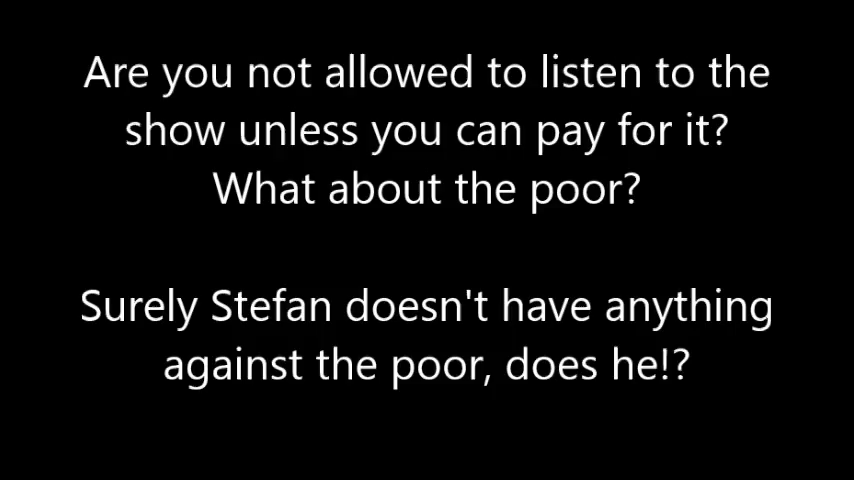 Are you not allowed to listen to the
show unless you can pay for it?
What about the poor?
Surely Stefan doesn't have anything
against the poor, does he!?